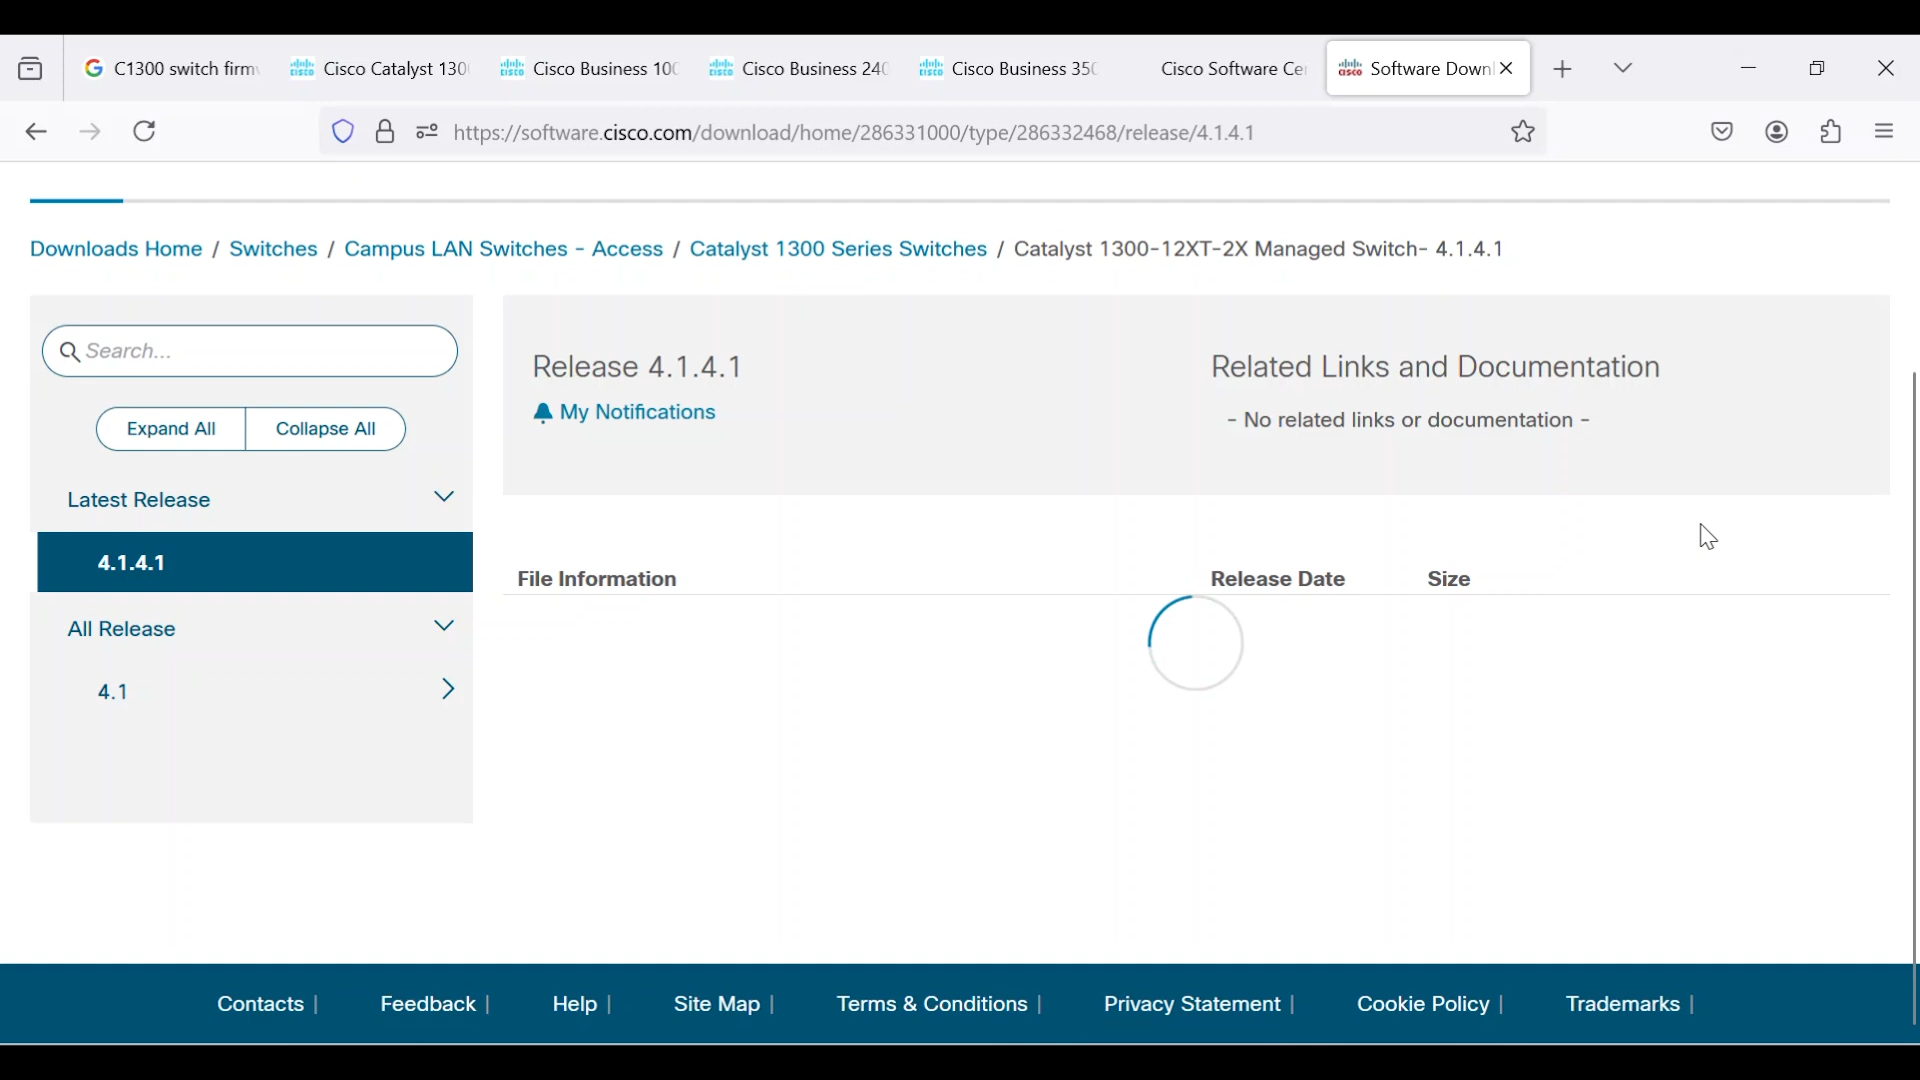 C1300 switch firmw
Cisco Catalyst 130
Cisco Business 100
Cisco Business 240
Cisco Business 350
Cisco Software Ce
Software Downl
https://software.cisco.com/download/home/286331000/type/286332468/release/4.1.4.1
Downloads Home / Switches / Campus LAN Switches - Access / Catalyst 1300 Series Switches / Catalyst 1300-12XT-2X Managed Switch- 4.1.4.1
Search...
Expand All
Collapse All
Latest Release
4.1.4.1
All Release
4.1
Release 4.1.4.1
My Notifications
Related Links and Documentation
- No related links or documentation -
File Information
Release Date
Size
Contacts |
Feedback |
Help |
Site Map |
Terms & Conditions |
Privacy Statement |
Cookie Policy |
Trademarks |